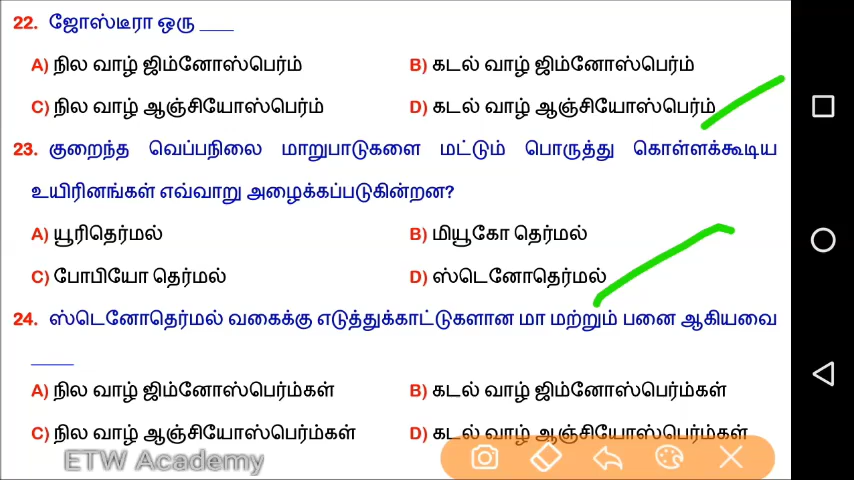 22. ஜோஸ்டீரா ஒரு ____
A) நில வாழ் ஜிம்னோஸ்பெர்ம் B) கடல் வாழ் ஜிம்னோஸ்பெர்ம்
C) நில வாழ் ஆஞ்சியோஸ்பெர்ம் D) கடல் வாழ் ஆஞ்சியோஸ்பெர்ம்
23. குறைந்த வெப்பநிலை மாறுபாடுகளை மட்டும் பொருத்து கொள்ளக்கூடிய
உயிரினங்கள் எவ்வாறு அழைக்கப்படுகின்றன?
A) யூரிதெர்மல் B) மியூகோ தெர்மல்
C) போபியோ தெர்மல் D) ஸ்டெனோதெர்மல்
24. ஸ்டெனோதெர்மல் வகைக்கு எடுத்துக்காட்டுகளான மா மற்றும் பனை ஆகியவை
____
A) நில வாழ் ஜிம்னோஸ்பெர்ம்கள் B) கடல் வாழ் ஜிம்னோஸ்பெர்ம்கள்
C) நில வாழ் ஆஞ்சியோஸ்பெர்ம்கள் D) கடல் வாழ் ஆஞ்சியோஸ்பெர்ம்கள்
ETW Academy